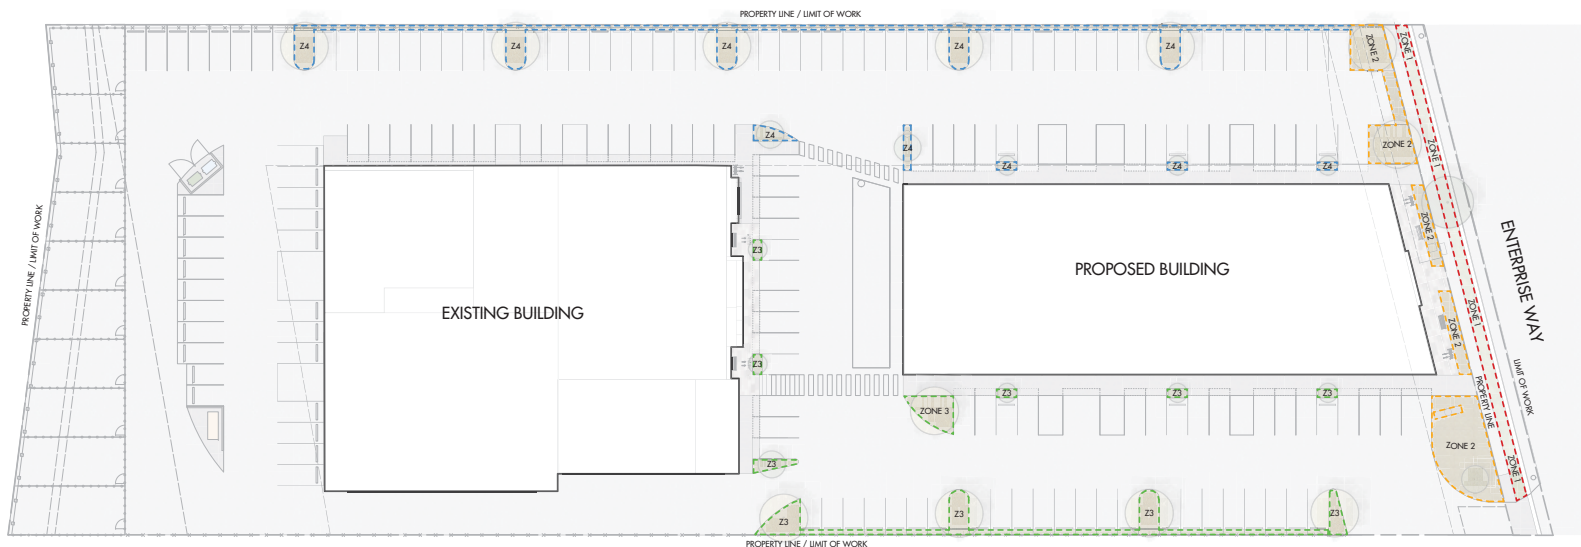 PROPERTY LINE / LIMIT OF WORK
Z4
Z4
Z4
Z4
Z4
ZONE 2
ZONE 1
Z4
Z4
ZONE 2
ZONE 1
Z4
Z4
Z4
PROPERTY LINE / LIMIT OF WORK
Z3
ZONE 2
ENTERPRISE WAY
PROPOSED BUILDING
EXISTING BUILDING
ZONE 1
ZONE 2
Z3
LIMIT OF WORK
PROPERTY LINE
Z3
Z3
Z3
ZONE 3
ZONE 2
Z3
ZONE 1
Z3
Z3
Z3
Z3
PROPERTY LINE / LIMIT OF WORK